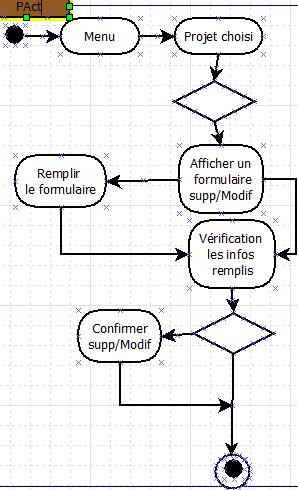 PAct
Menu
Projet choisi
Afficher un
formulaire
supp/Modif
Remplir
le formulaire
Vérification
les infos
remplis
Confirmer
supp/Modif